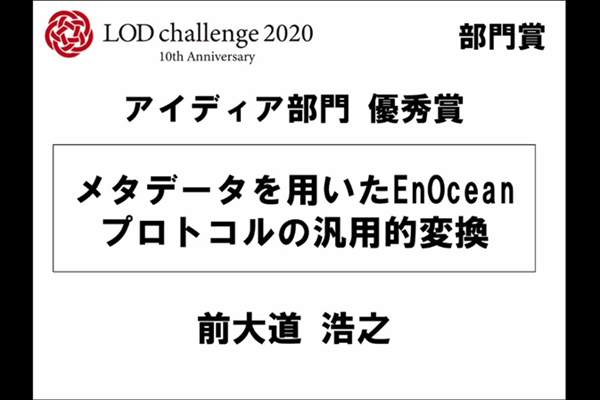 LOD challenge 2020
10th Anniversary
部門賞
アイディア部門 優秀賞
メタデータを用いたEnOcean
プロトコルの汎用的変換
前大道 浩之